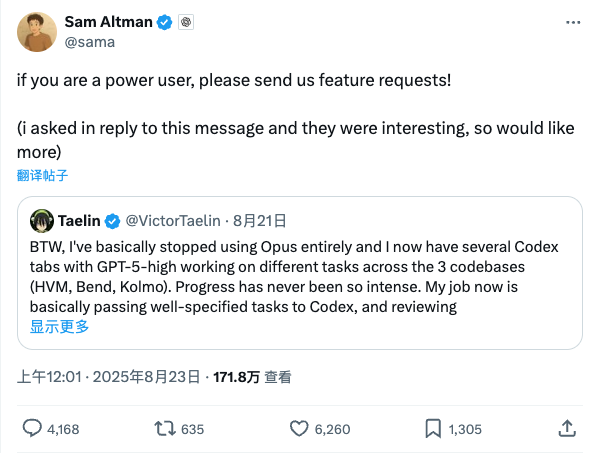 Sam Altman
@sama
if you are a power user, please send us feature requests!
(i asked in reply to this message and they were interesting, so would like
more)
翻译帖子
Taelin @VictorTaelin · 8月21日
BTW, I've basically stopped using Opus entirely and I now have several Codex
tabs with GPT-5-high working on different tasks across the 3 codebases
(HVM, Bend, Kolmo). Progress has never been so intense. My job now is
basically passing well-specified tasks to Codex, and reviewing
显示更多
上午12:01 · 2025年8月23日 · 171.8万 查看
4,168 635 6,260 1,305